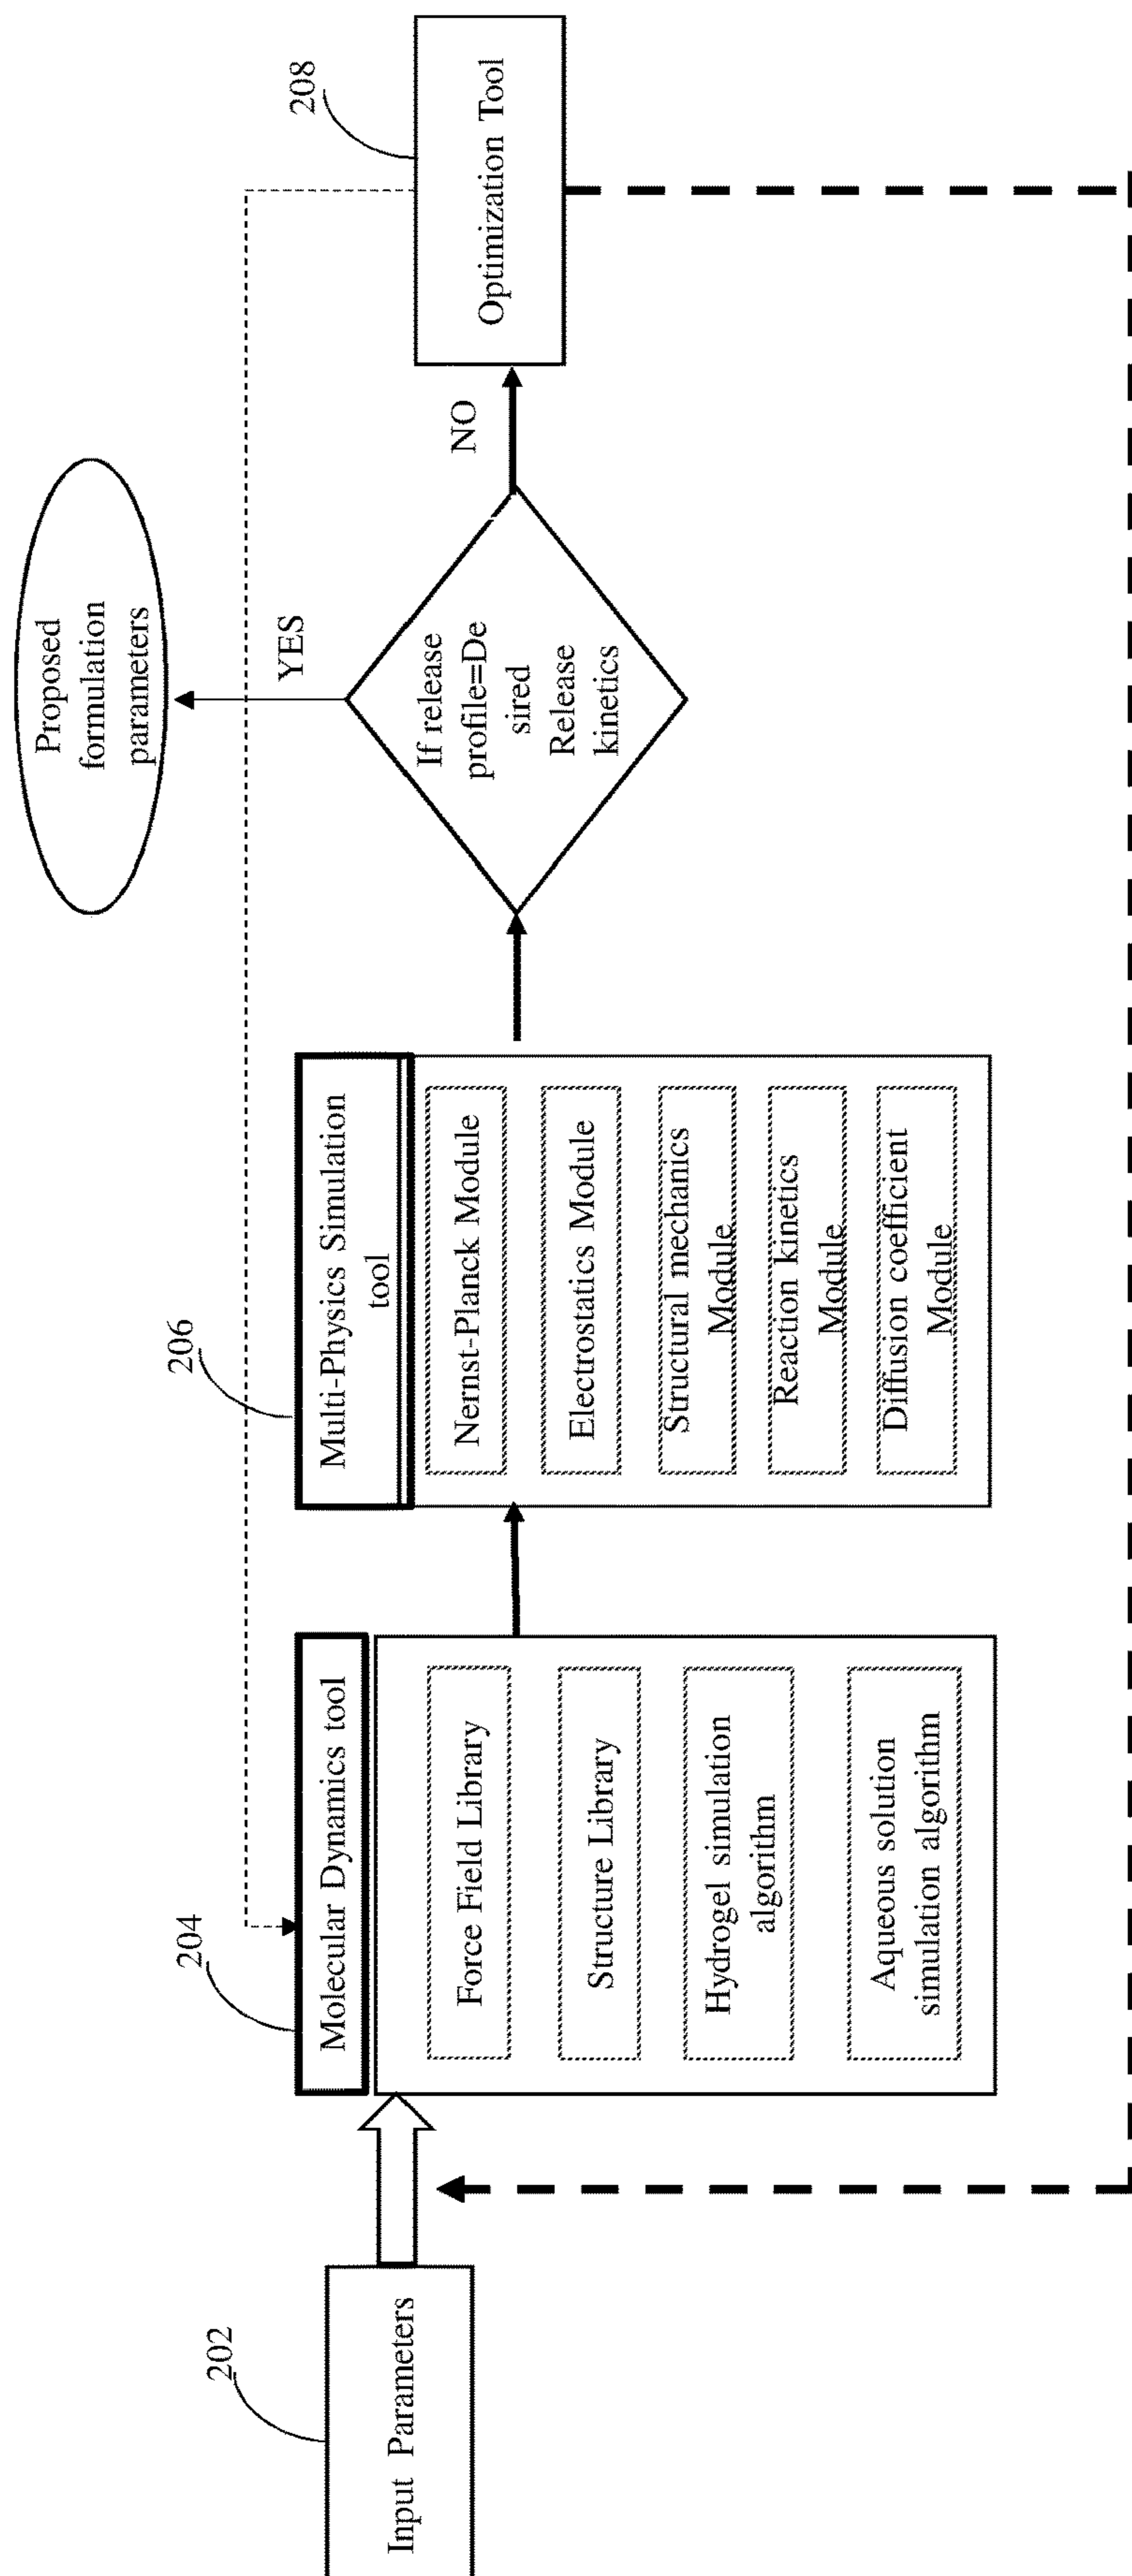 202
Input Parameters
204
Molecular Dynamics tool
Force Field Library
Structure Library
Hydrogel simulation
algorithm
Aqueous solution
simulation algorithm
206
Multi-Physics Simulation
tool
Nernst-Planck Module
Electrostatics Module
Structural mechanics
Module
Reaction kinetics
Module
Diffusion coefficient
Module
If release
profile=De
sired
Release
kinetics
YES
Proposed
formulation
parameters
NO
208
Optimization Tool